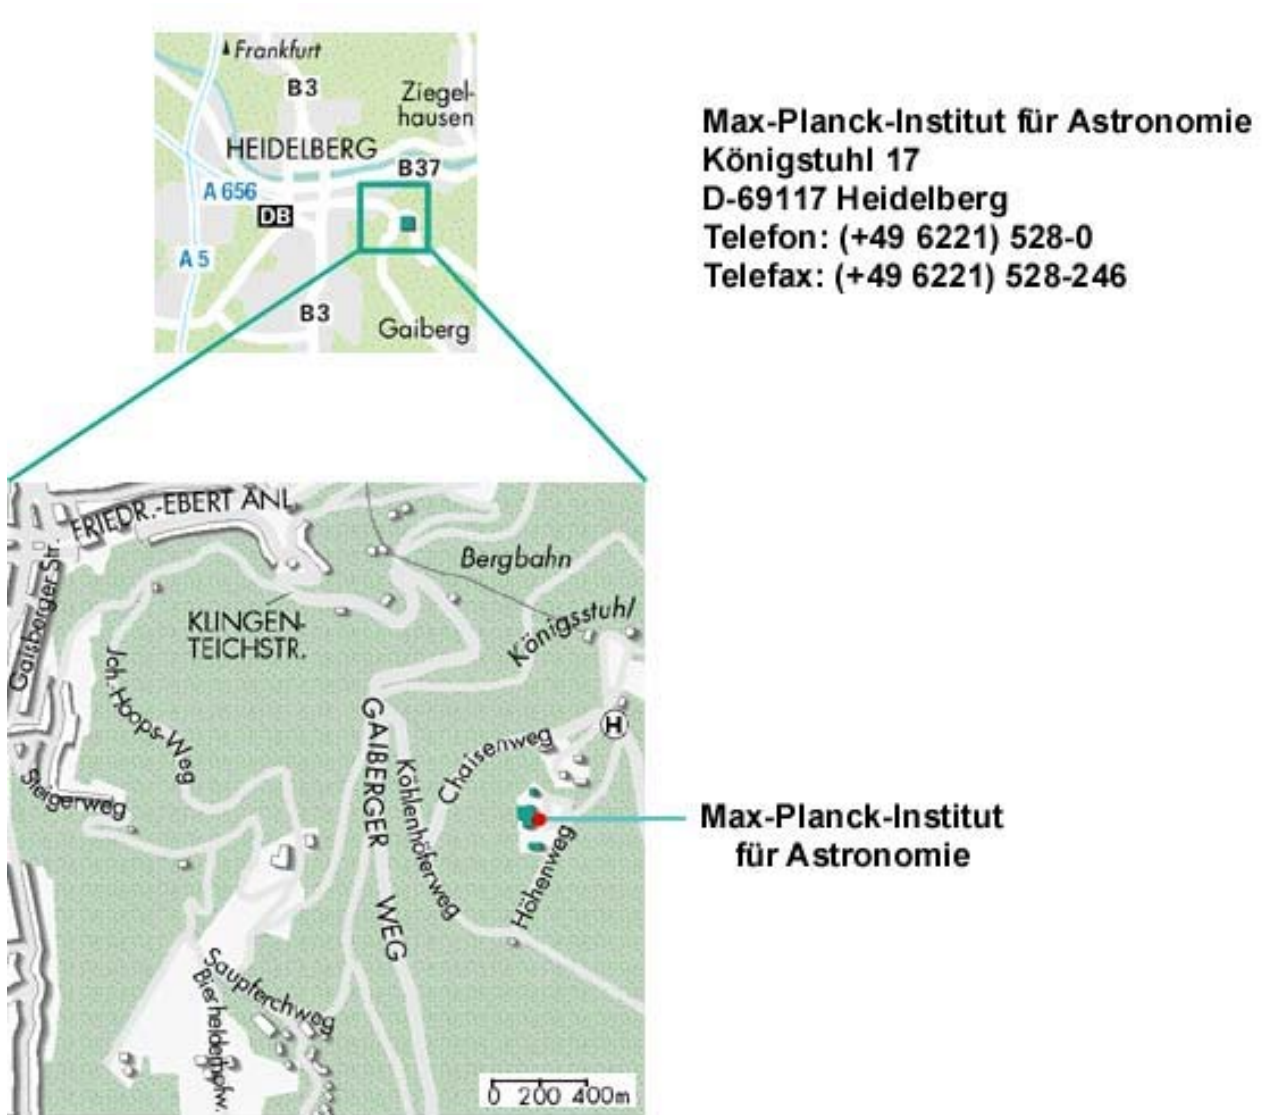 Frankfurt
B3
Ziegel-
hausen
HEIDELBERG
B37
A 656
DB
A 5
B3
Gaiberg
Max-Planck-Institut für Astronomie
Königstuhl 17
D-69117 Heidelberg
Telefon: (+49 6221) 528-0
Telefax: (+49 6221) 528-246
FRIEDR.-EBERT ANL.
Gaisberger Str.
Bergbahn
KLINGEN-
TEICHSTR.
Königsstuhl
Joh.-Hoops-Weg
H
GAIBERGER WEG
Chaisenweg
Köhlenhöferweg
Steigerweg
Höhenweg
Max-Planck-Institut
für Astronomie
Saupferchweg
Bierhelderhofw.
0 200 400m